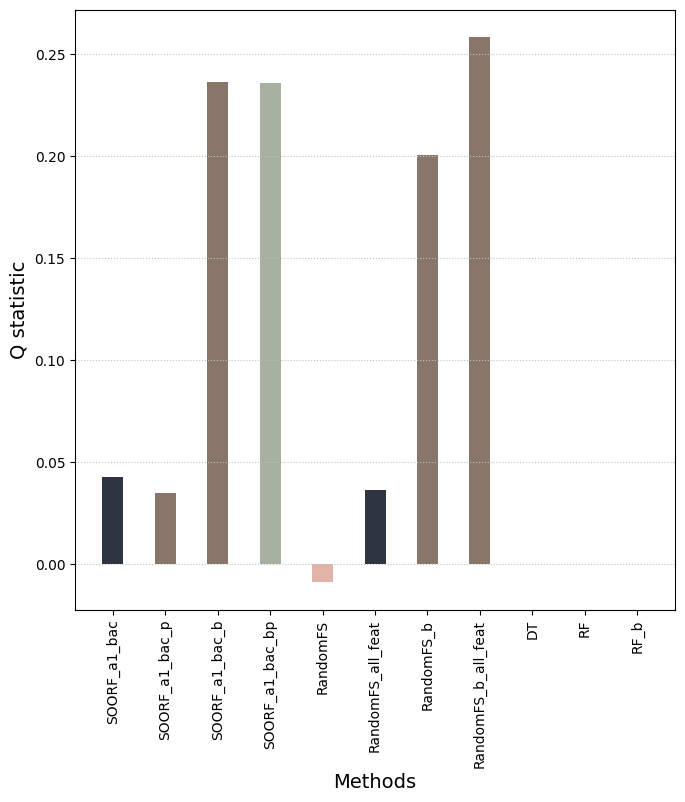 0.25
0.20
0.15
0.10
0.05
0.00
Q statistic
SOORF_a1_bac
SOORF_a1_bac_p
SOORF_a1_bac_b
SOORF_a1_bac_bp
RandomFS
RandomFS_all_feat
RandomFS_b
RandomFS_b_all_feat
DT
RF
RF_b
Methods